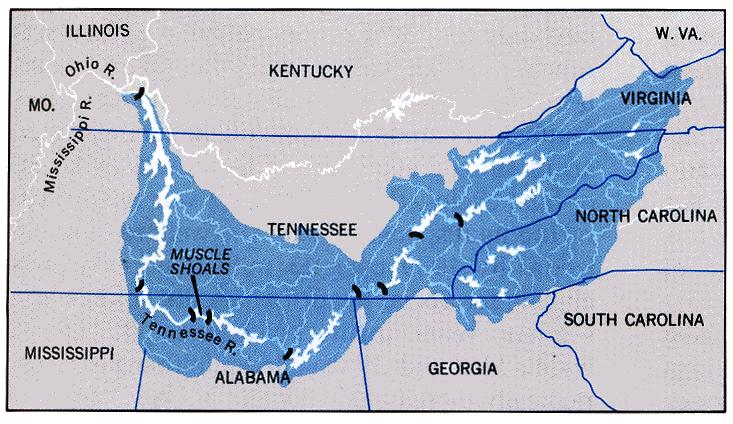 ILLINOIS
W. VA.
Ohio R.
KENTUCKY
MO.
VIRGINIA
Mississippi R.
NORTH CAROLINA
TENNESSEE
MUSCLE
SHOALS
Tennessee R.
SOUTH CAROLINA
MISSISSIPPI
ALABAMA
GEORGIA